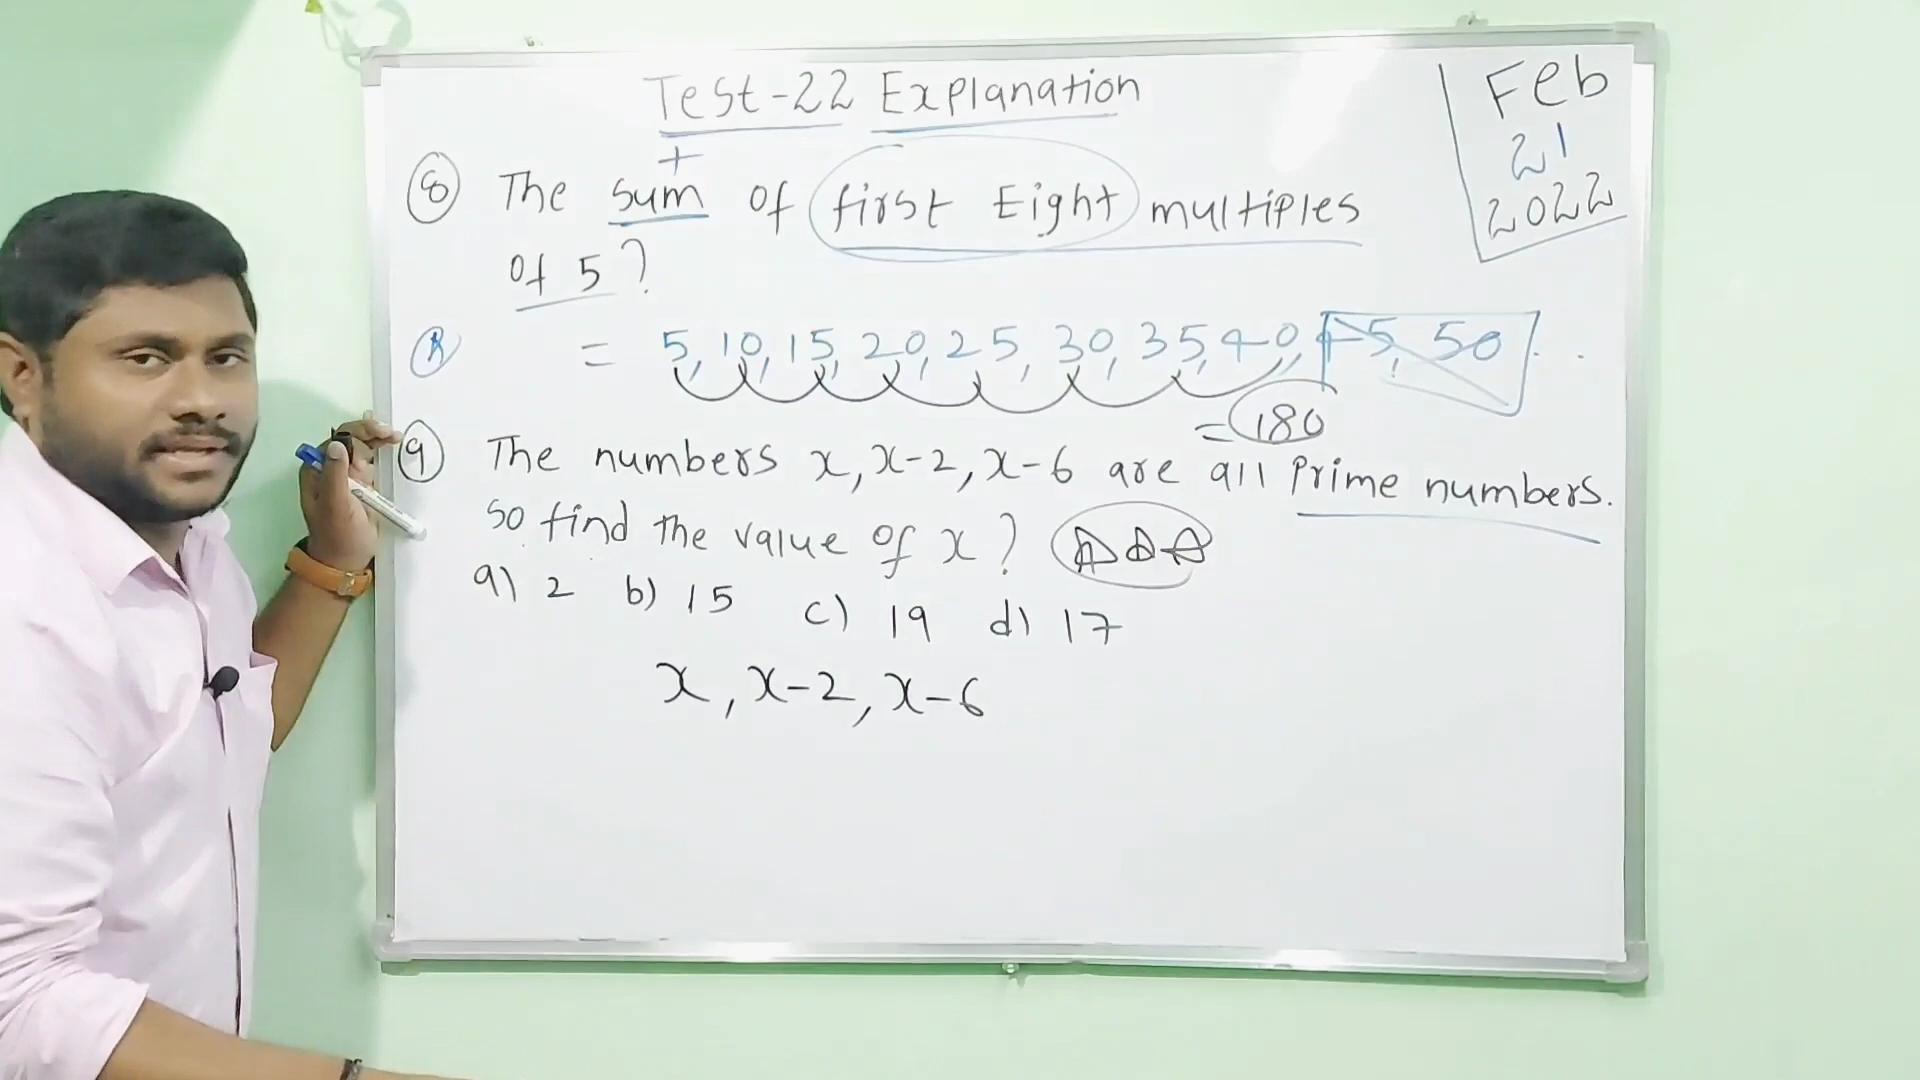 Test-22 Explanation
Feb
21
2022
+
8 The sum of first Eight multiples
of 5 ?
A = 5, 10, 15, 20, 25, 30, 35, 40, 45, 50 . .
= 180
9 The numbers x, x-2, x-6 are all prime numbers.
so find the value of x ?
a) 2 b) 15 c) 19 d) 17
x, x-2, x-6